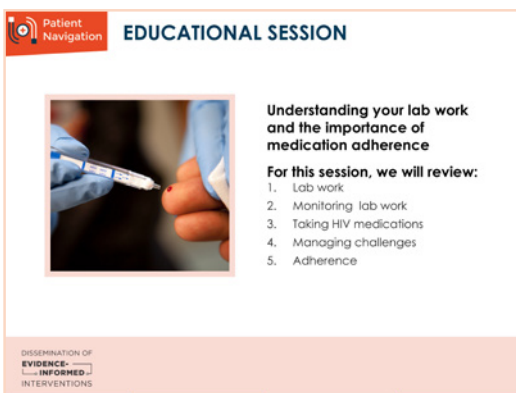 Patient
Navigation
EDUCATIONAL SESSION
Understanding your lab work
and the importance of
medication adherence
For this session, we will review:
1. Lab work
2. Monitoring lab work
3. Taking HIV medications
4. Managing challenges
5. Adherence
DISSEMINATION OF
EVIDENCE-
INFORMED
INTERVENTIONS